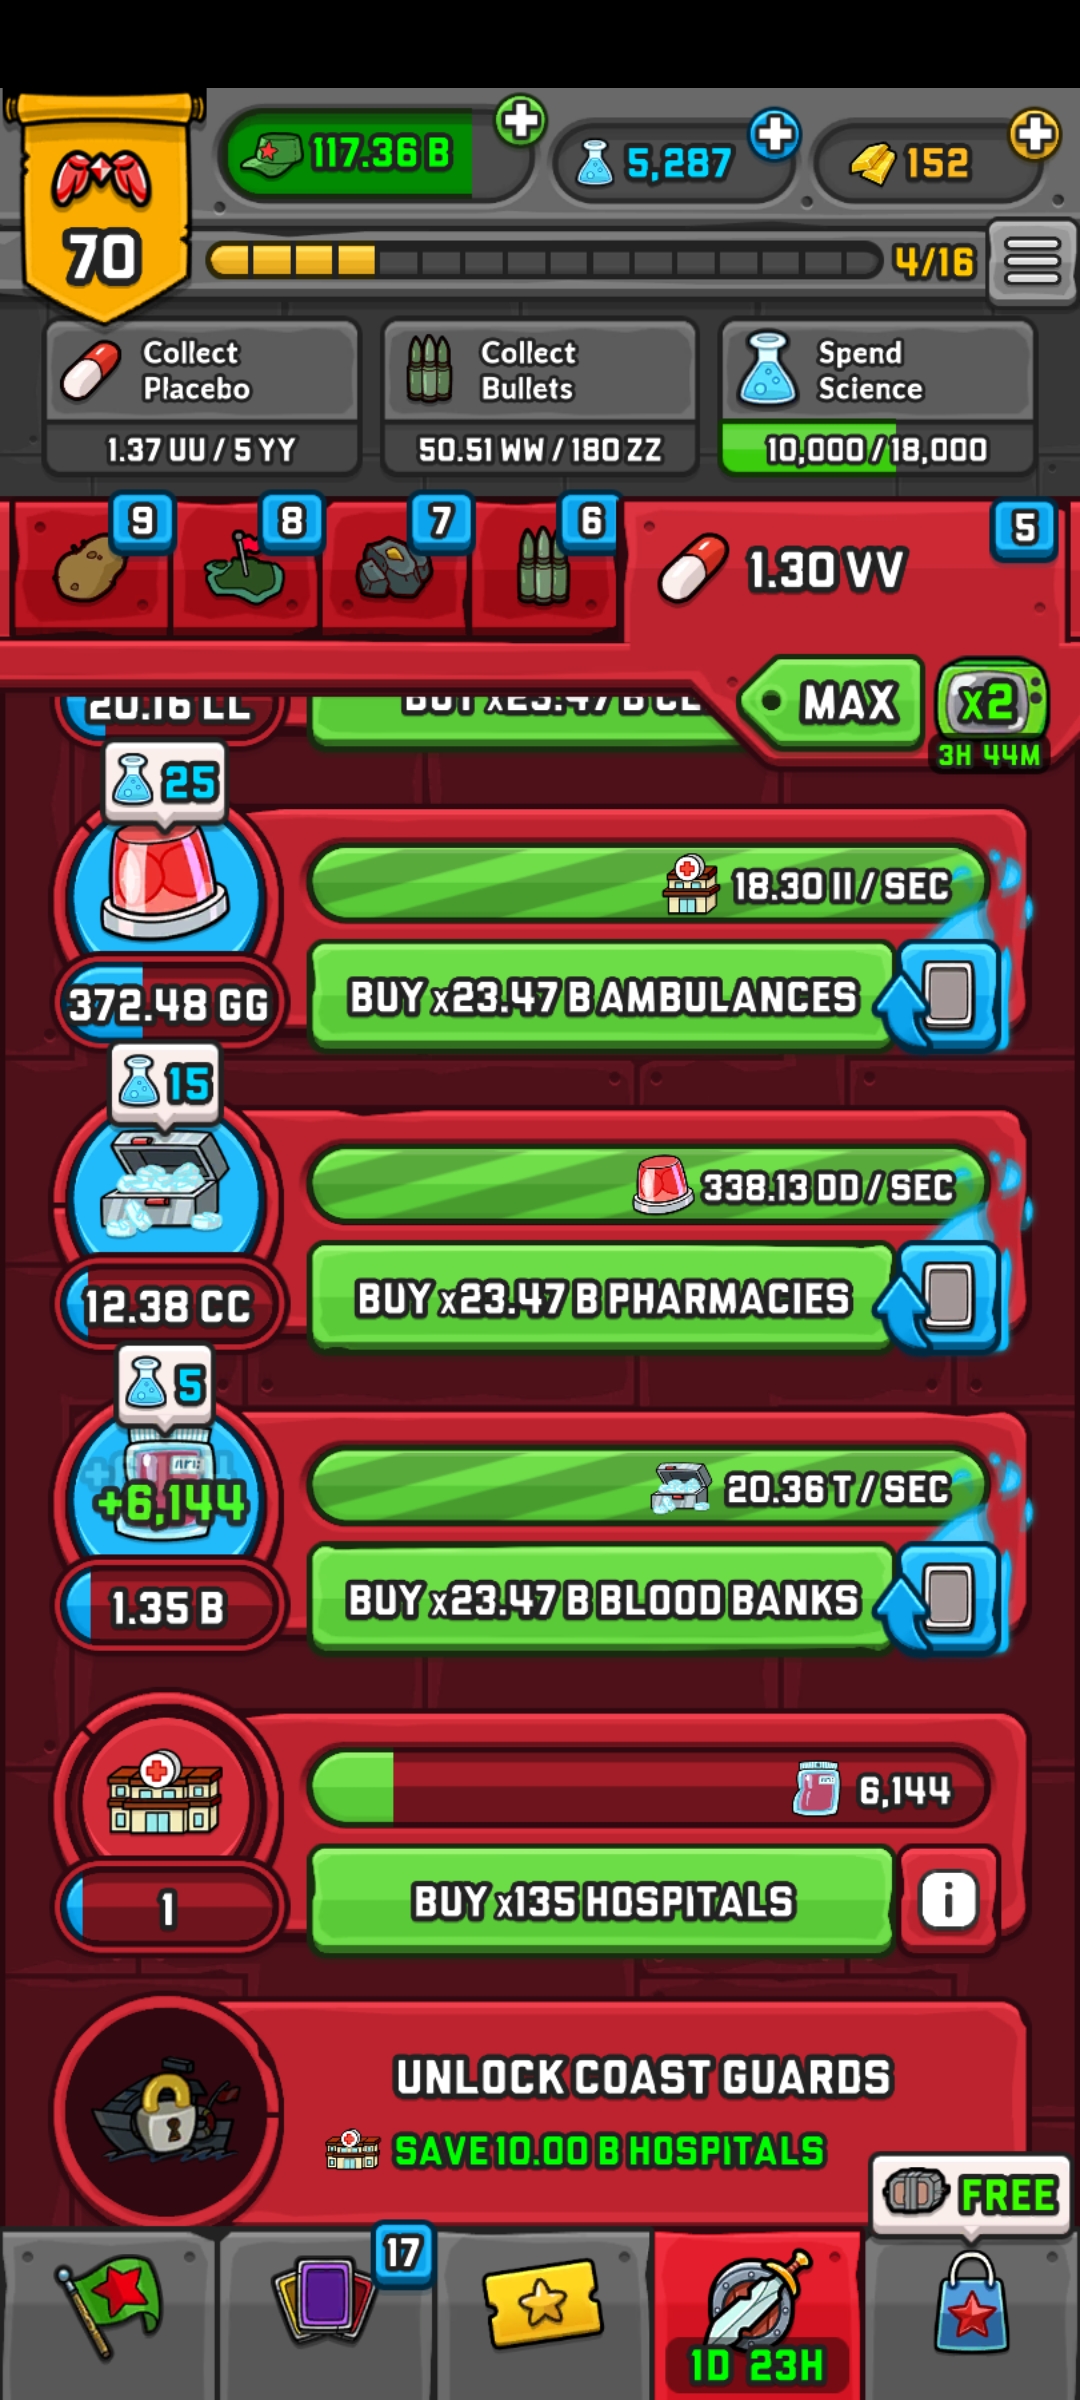 117.36 B
5,287
152
70
4/16
Collect
Placebo
1.37 UU / 5 YY
Collect
Bullets
50.51 WW / 180 ZZ
Spend
Science
10,000 / 18,000
9
8
7
6
1.30 VV
5
MAX
x2
3H 44M
20.16 LL
25
18.30 II / SEC
372.48 GG
BUY x23.47 B AMBULANCES
15
338.13 DD / SEC
12.38 CC
BUY x23.47 B PHARMACIES
5
+6,144
20.36 T / SEC
1.35 B
BUY x23.47 B BLOOD BANKS
6,144
1
BUY x135 HOSPITALS
i
UNLOCK COAST GUARDS
SAVE 10.00 B HOSPITALS
FREE
17
1D 23H